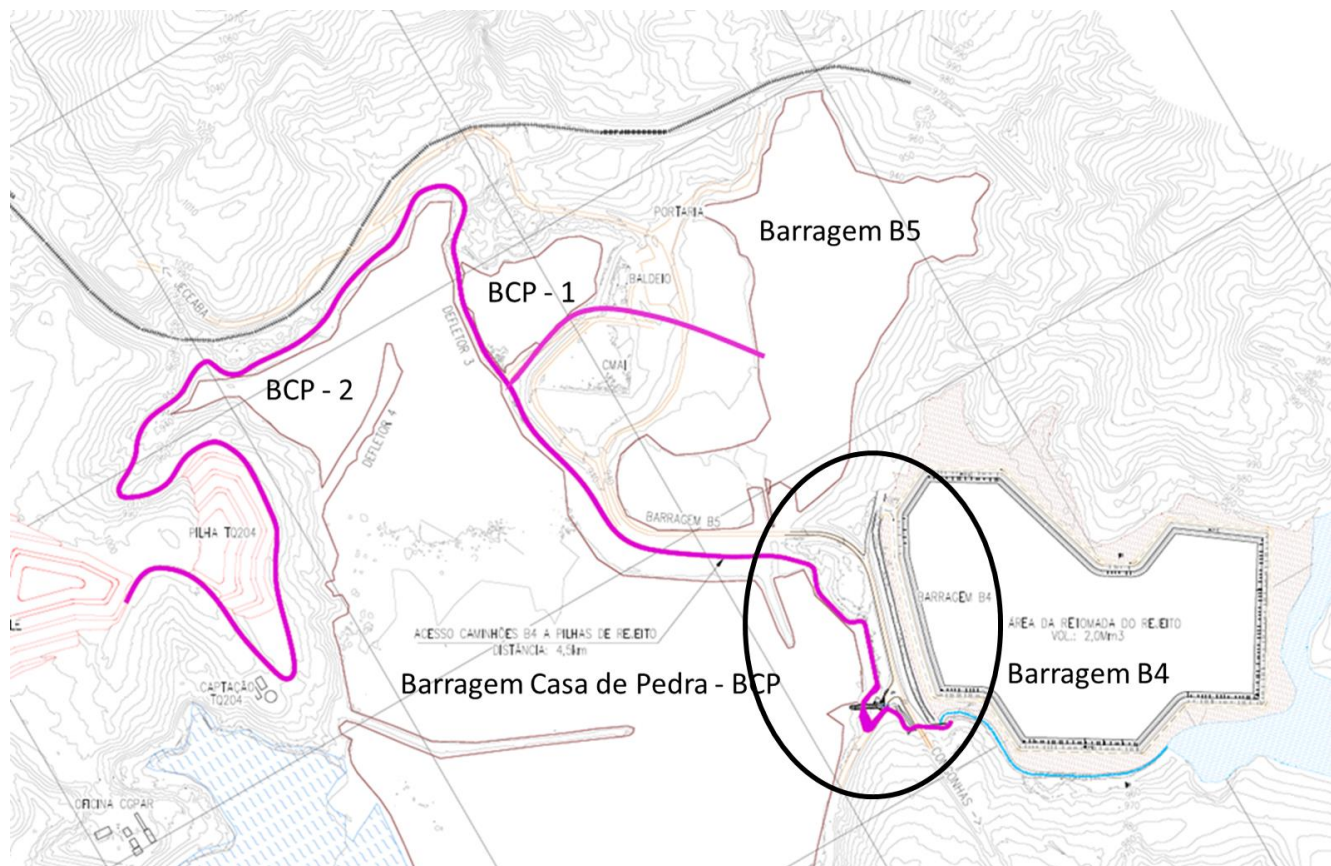 Barragem B5
PORTARIA
BALDEIO
BCP - 1
JECEABA
DEFLETOR 3
CMAI
BCP - 2
DEFLETOR 4
PILHA TQ204
BARRAGEM B5
BARRAGEM B4
ACESSO CAMINHÕES B4 A PILHAS DE REJEITO
DISTÂNCIA: 4,5km
ÁREA DA RETOMADA DO REJEITO
VOL.: 2,0Mm3
Barragem Casa de Pedra - BCP
Barragem B4
CAPTAÇÃO
TQ204
CONGONHAS
OFICINA CGPAR